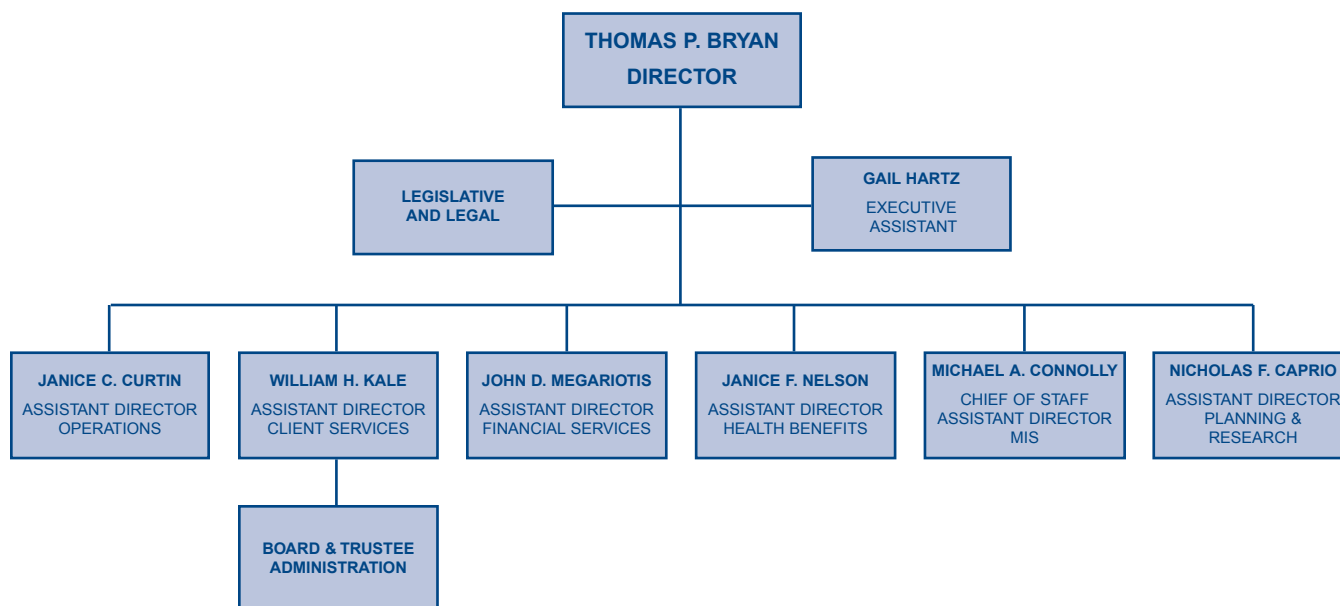 THOMAS P. BRYAN
DIRECTOR
LEGISLATIVE
AND LEGAL
GAIL HARTZ
EXECUTIVE
ASSISTANT
JANICE C. CURTIN
ASSISTANT DIRECTOR
OPERATIONS
WILLIAM H. KALE
ASSISTANT DIRECTOR
CLIENT SERVICES
JOHN D. MEGARIOTIS
ASSISTANT DIRECTOR
FINANCIAL SERVICES
JANICE F. NELSON
ASSISTANT DIRECTOR
HEALTH BENEFITS
MICHAEL A. CONNOLLY
CHIEF OF STAFF
ASSISTANT DIRECTOR
MIS
NICHOLAS F. CAPRIO
ASSISTANT DIRECTOR
PLANNING &
RESEARCH
BOARD & TRUSTEE
ADMINISTRATION